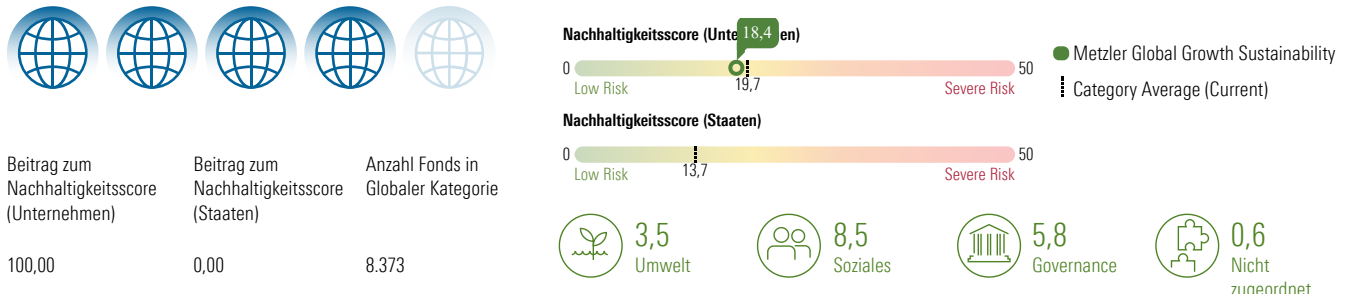 Beitrag zum
Nachhaltigkeitsscore
(Unternehmen)
100,00
Beitrag zum
Nachhaltigkeitsscore
(Staaten)
0,00
Anzahl Fonds in
Globaler Kategorie
8.373
Nachhaltigkeitsscore (Unte en)
18,4
0
50
Low Risk
19,7
Severe Risk
Nachhaltigkeitsscore (Staaten)
0
50
Low Risk
13,7
Severe Risk
Metzler Global Growth Sustainability
Category Average (Current)
3,5
Umwelt
8,5
Soziales
5,8
Governance
0,6
Nicht
zugeordnet